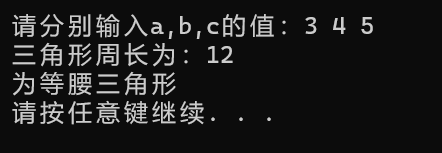 请分别输入a,b,c的值：3 4 5
三角形周长为：12
为等腰三角形
请按任意键继续. . .